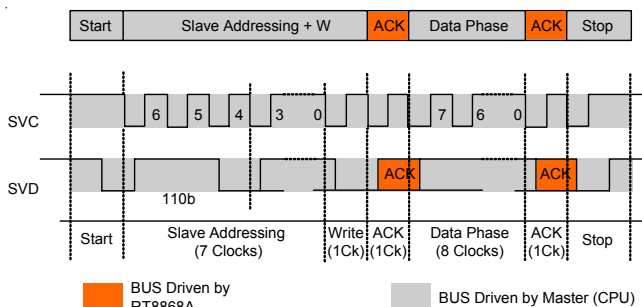 Start Slave Addressing + W ACK Data Phase ACK Stop
SVC 6 5 4 3 0 7 6 0
SVD ACK ACK
110b
Start Slave Addressing (7 Clocks) Write (1Ck) ACK (1Ck) Data Phase (8 Clocks) ACK (1Ck) Stop
BUS Driven by RT8868A
BUS Driven by Master (CPU)